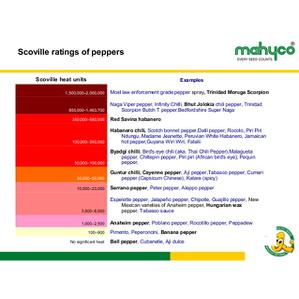 mahyco
EVERY SEED COUNTS
Scoville ratings of peppers
Scoville heat units
Examples
1,500,000–2,000,000
Most law enforcement grade pepper spray, Trinidad Moruga Scorpion
855,000–1,463,700
Naga Viper pepper, Infinity Chilli, Bhut Jolokia chili pepper, Trinidad
Scorpion Butch T pepper, Bedfordshire Super Naga
350,000–580,000
Red Savina habanero
100,000–350,000
Habanero chili, Scotch bonnet pepper, Datil pepper, Rocoto, Piri Piri
Ndungu, Madame Jeanette, Peruvian White Habanero, Jamaican
hot pepper, Guyana Wiri Wiri, Fatalii
50,000–100,000
Byadgi chilli, Bird's eye chili (aka, Thai Chili Pepper), Malagueta
pepper, Chiltepin pepper, Piri piri (African bird's eye), Pequin
pepper,
Guntur chilli, Cayenne pepper, Ají pepper, Tabasco pepper, Cumari
pepper (Capsicum Chinense), Katara (spicy)
10,000–23,000
Serrano pepper, Peter pepper, Aleppo pepper
3,500–8,000
Espelette pepper, Jalapeño pepper, Chipotle, Guajillo pepper, New
Mexican varieties of Anaheim pepper, Hungarian wax
pepper, Tabasco sauce
1,000–2,500
Anaheim pepper, Poblano pepper, Rocotillo pepper, Peppadew
100–900
Pimento, Peperoncini, Banana pepper
No significant heat
Bell pepper, Cubanelle, Aji dulce